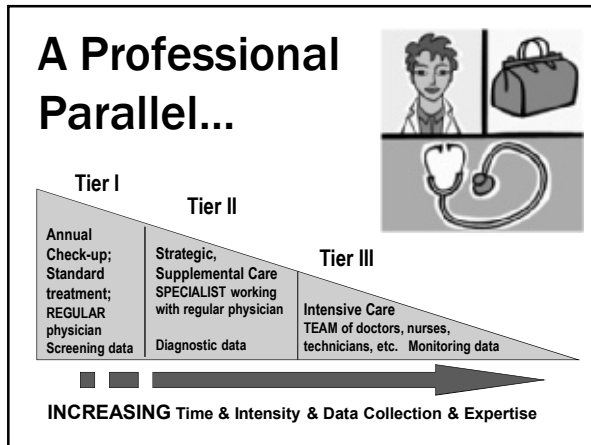 A Professional
Parallel...
Tier I
Tier II
Tier III
Annual
Check-up;
Standard
treatment;
REGULAR
physician
Screening data
Strategic,
Supplemental Care
SPECIALIST working
with regular physician
Diagnostic data
Intensive Care
TEAM of doctors, nurses,
technicians, etc. Monitoring data
INCREASING Time & Intensity & Data Collection & Expertise